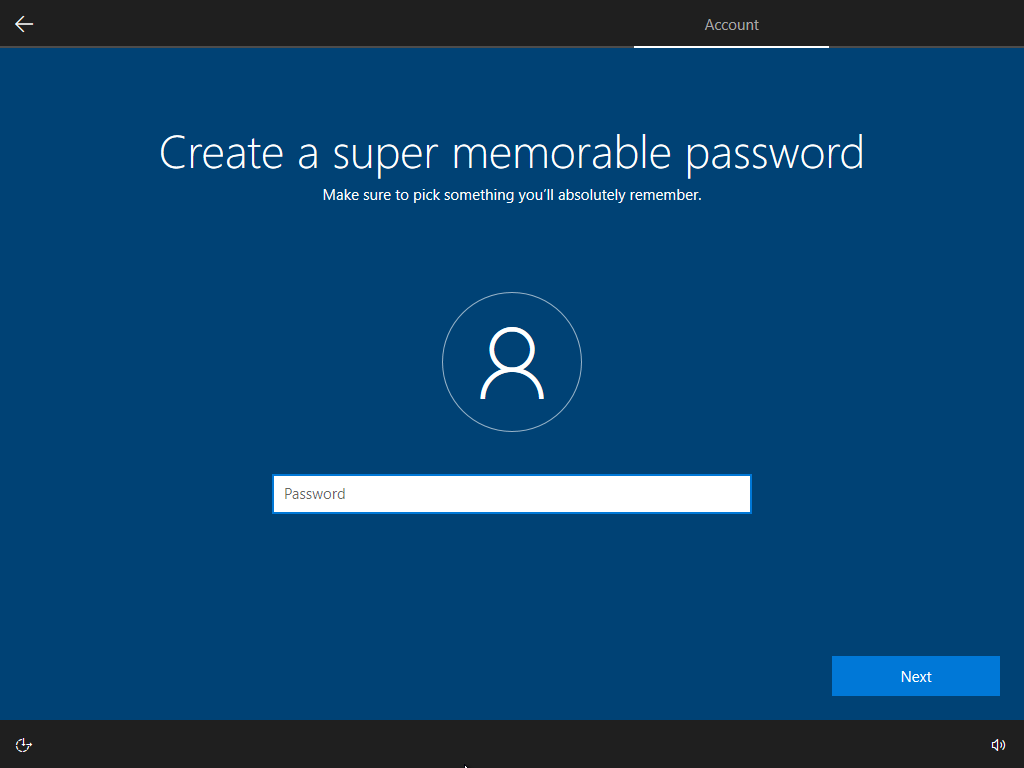 Account
Create a super memorable password
Make sure to pick something you'll absolutely remember.
Password
Next